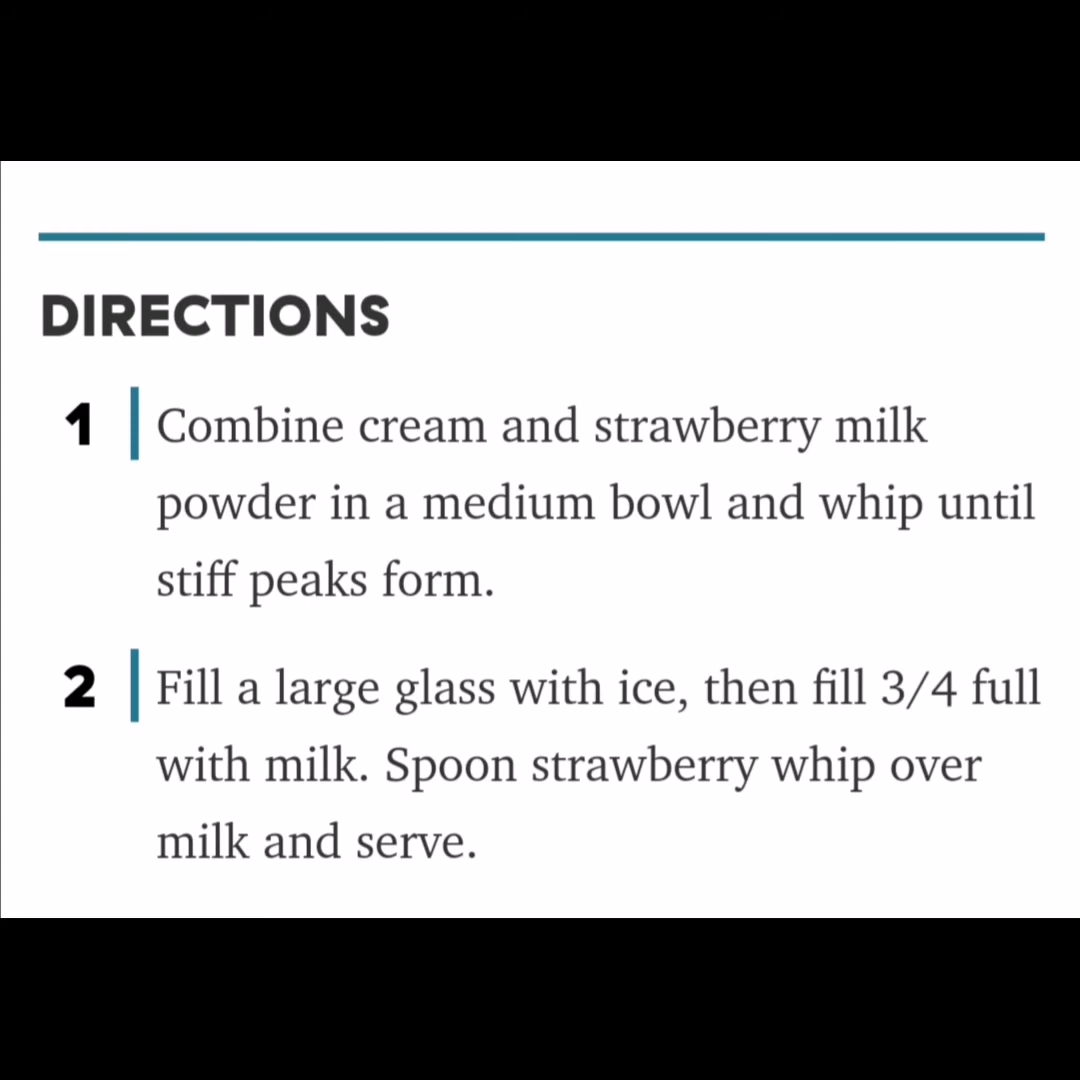 DIRECTIONS
1 Combine cream and strawberry milk
powder in a medium bowl and whip until
stiff peaks form.
2 Fill a large glass with ice, then fill 3/4 full
with milk. Spoon strawberry whip over
milk and serve.